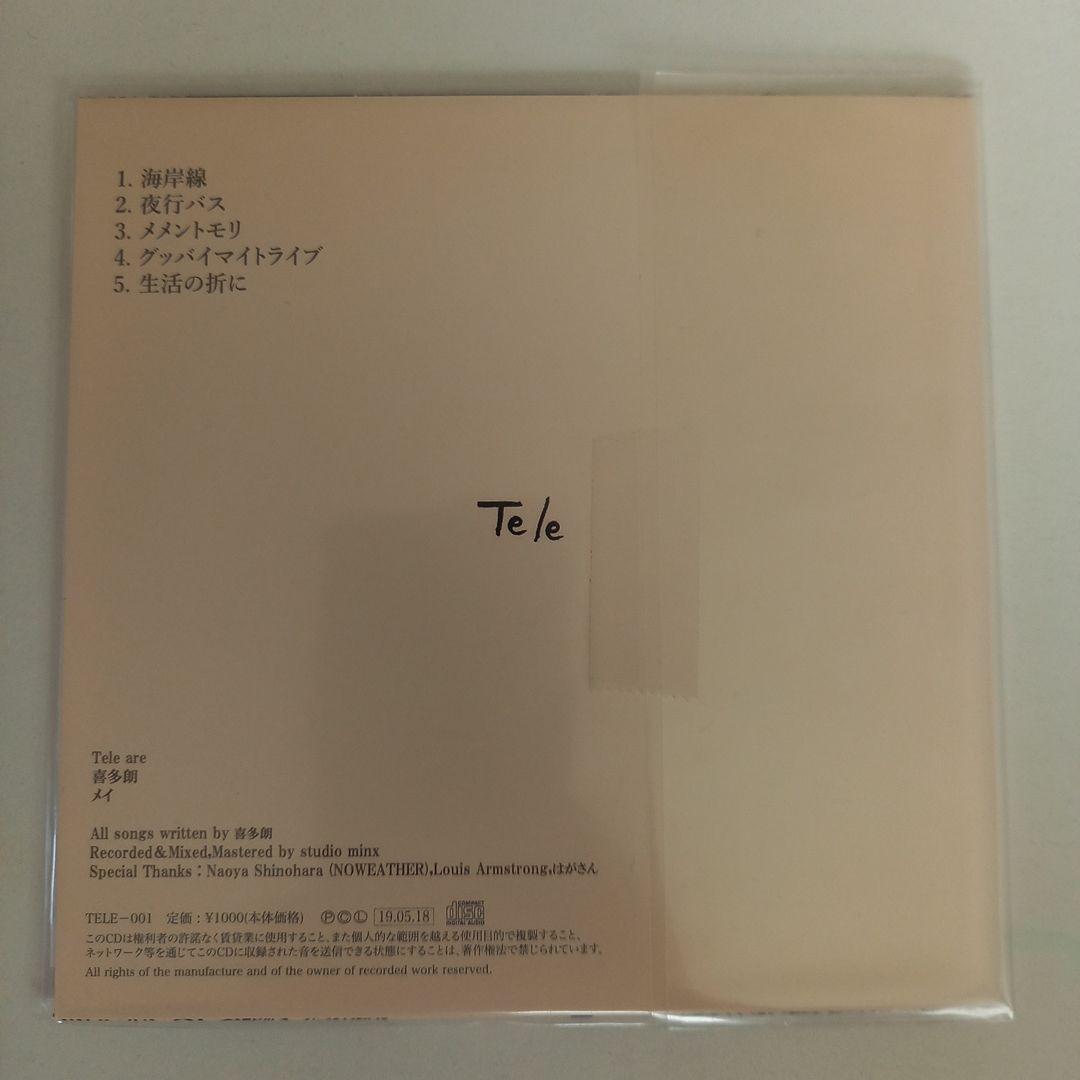 1. 海岸線
2. 夜行バス
3. メメントモリ
4. グッバイマイトライブ
5. 生活の折に
Tele
Tele are
喜多朗
メイ
All songs written by 喜多朗
Recorded&Mixed,Mastered by studio minx
Special Thanks：Naoya Shinohara (NOWEATHER),Louis Armstrong,はがさん
TELE-001 定価：¥1000(本体価格) ⓅⒸⓁ 19.05.18 COMPACT disc DIGITAL AUDIO
このCDは権利者の許諾なく賃貸業に使用すること、また個人的な範囲を越える使用目的で複製すること、
ネットワーク等を通じてこのCDに収録された音を送信できる状態にすることは、著作権法で禁じられています。
All rights of the manufacture and of the owner of recorded work reserved.